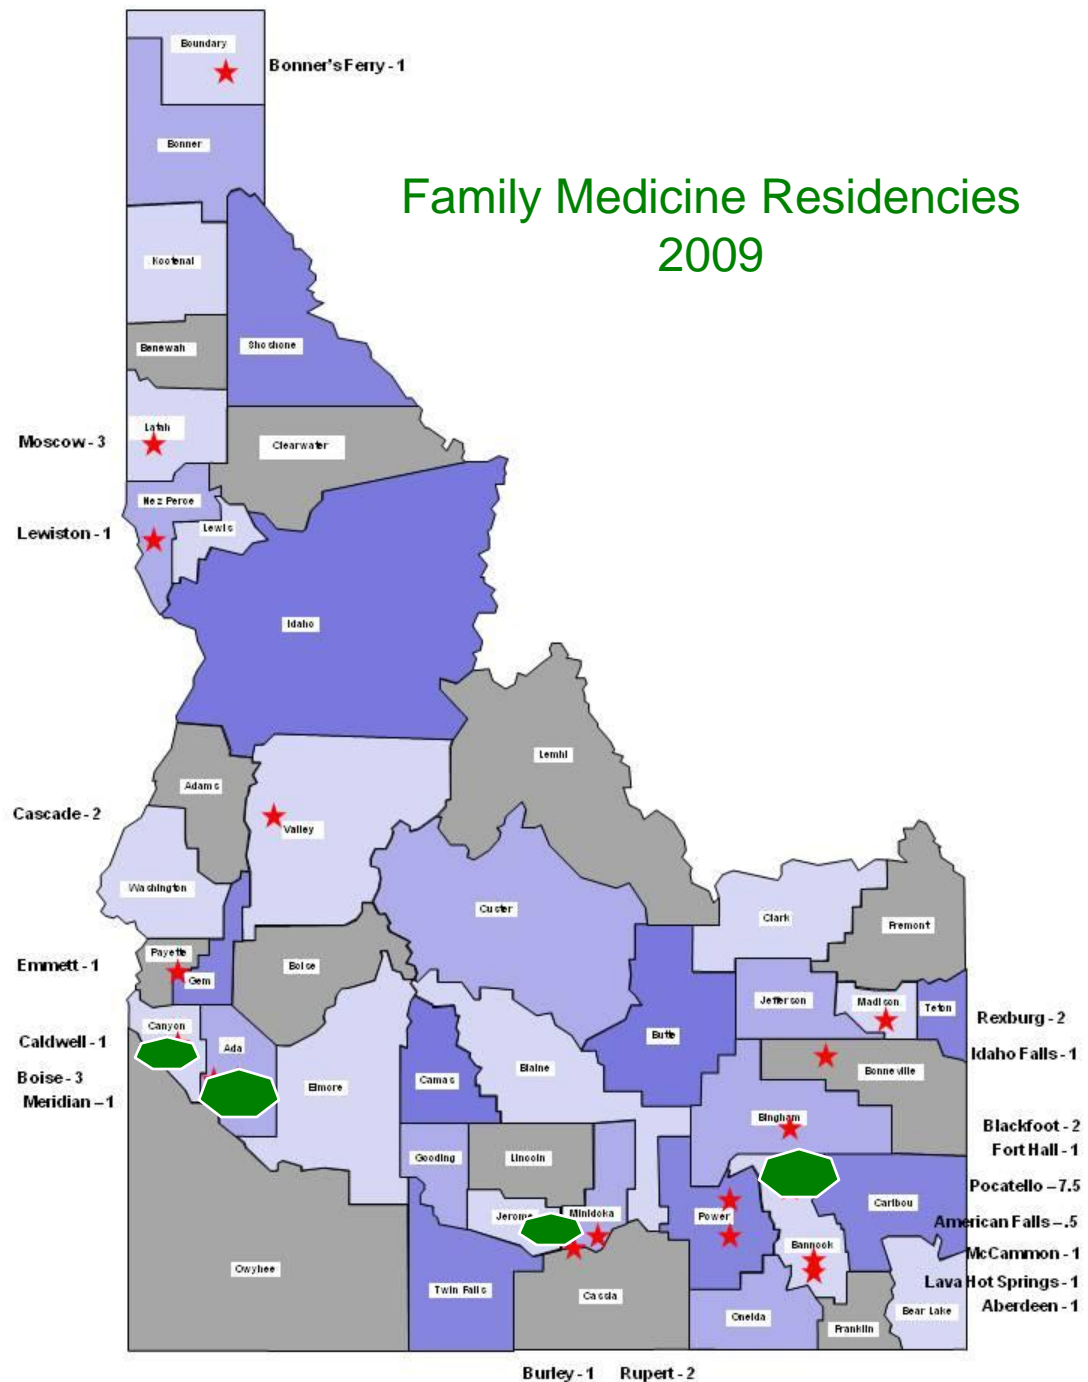 Boundary
Bonner's Ferry - 1
Bonner
Family Medicine Residencies
2009
Kootenai
Benewah
Shoshone
Latah
Moscow - 3
Clearwater
Nez Perce
Lewis
Lewiston - 1
Idaho
Lemhi
Adams
Cascade - 2
Valley
Washington
Custer
Clark
Fremont
Payette
Boise
Emmett - 1
Gem
Jefferson
Madison
Teton
Rexburg - 2
Canyon
Ada
Butte
Caldwell - 1
Idaho Falls - 1
Blaine
Bonneville
Boise - 3
Camas
Elmore
Meridian – 1
Bingham
Blackfoot - 2
Fort Hall - 1
Gooding
Lincoln
Pocatello – 7.5
Caribou
Jerome
Minidoka
Power
American Falls – .5
Bannock
McCammon - 1
Owyhee
Lava Hot Springs - 1
Twin Falls
Cassia
Aberdeen - 1
Oneida
Franklin
Bear Lake
Burley - 1 Rupert - 2